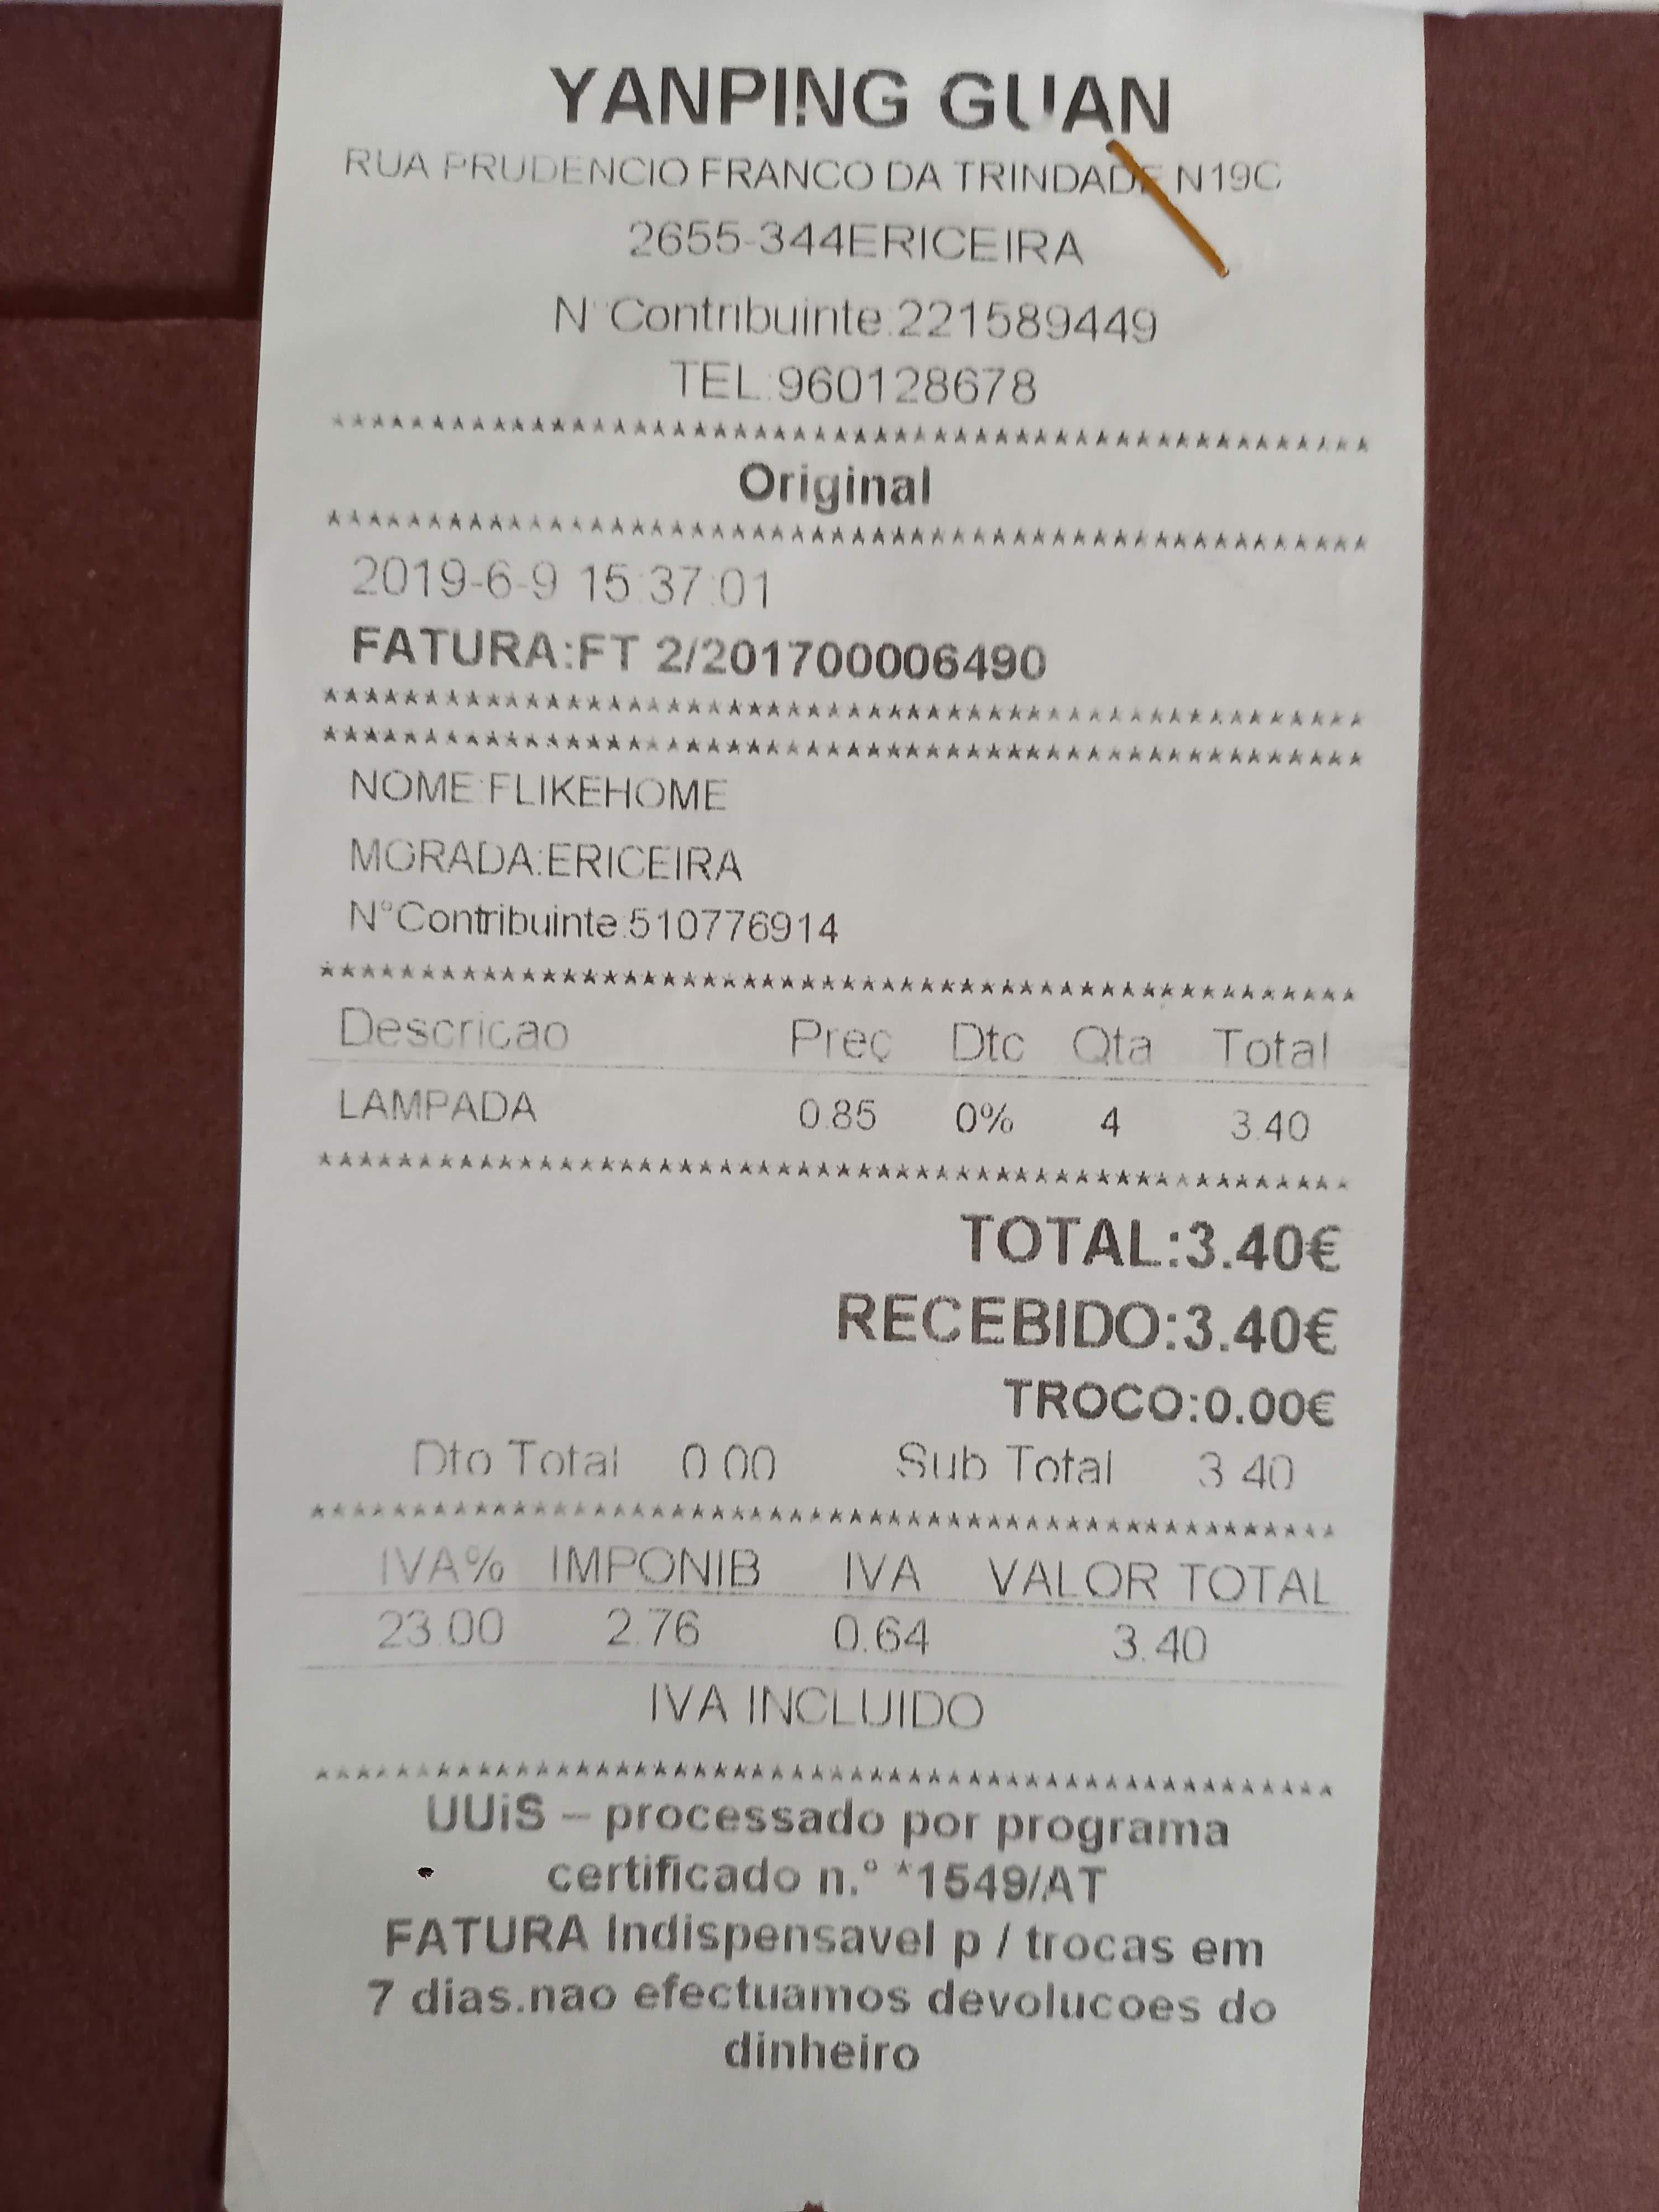 YANPING GUAN
RUA PRUDENCIO FRANCO DA TRINDADE N19C
2655-344ERICEIRA
N°Contribuinte:221589449
TEL:960128678
***************************************************
Original
***************************************************
2019-6-9 15:37:01
FATURA:FT 2/201700006490
***************************************************
***************************************************
NOME:FLIKEHOME
MORADA:ERICEIRA
N°Contribuinte:510776914
***************************************************
Descricao Preç Dtc Qta Total
LAMPADA 0.85 0% 4 3.40
***************************************************
TOTAL:3.40€
RECEBIDO:3.40€
TROCO:0.00€
Dto Total 0.00 Sub Total 3.40
***************************************************
IVA% IMPONIB IVA VALOR TOTAL
23.00 2.76 0.64 3.40
IVA INCLUIDO
***************************************************
UUiS – processado por programa
certificado n.º *1549/AT
FATURA Indispensavel p / trocas em
7 dias.nao efectuamos devolucoes do
dinheiro